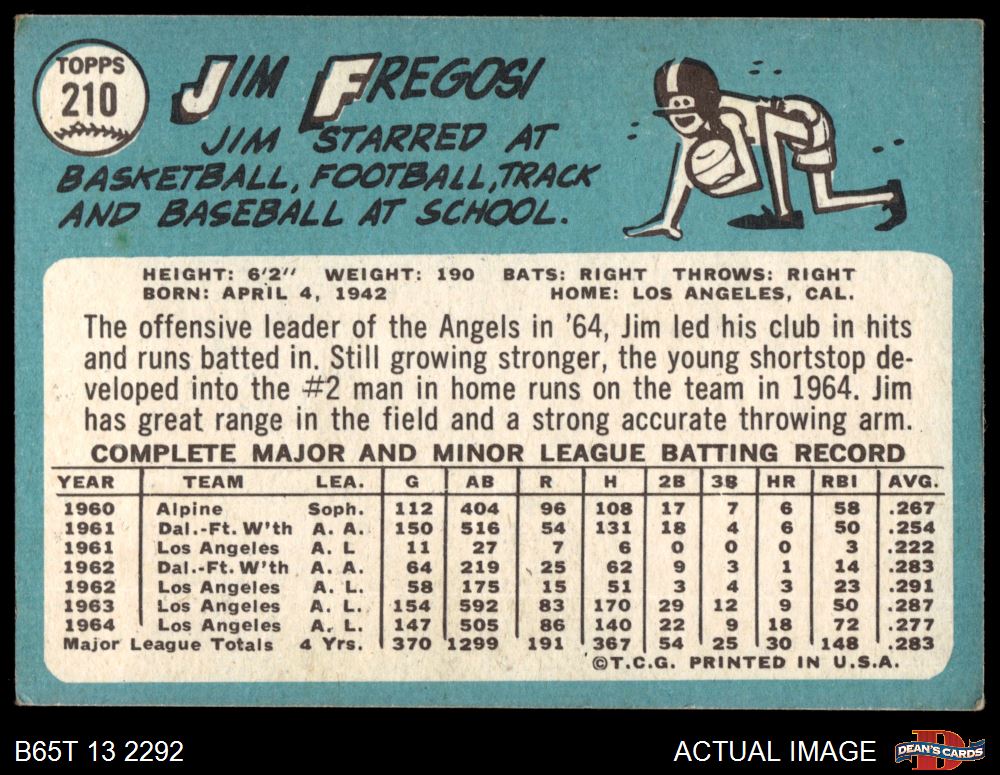 TOPPS
210
JIM FREGOSI
JIM STARRED AT
BASKETBALL, FOOTBALL, TRACK
AND BASEBALL AT SCHOOL.
HEIGHT: 6'2" WEIGHT: 190 BATS: RIGHT THROWS: RIGHT
BORN: APRIL 4, 1942 HOME: LOS ANGELES, CAL.
The offensive leader of the Angels in '64, Jim led his club in hits
and runs batted in. Still growing stronger, the young shortstop de-
veloped into the #2 man in home runs on the team in 1964. Jim
has great range in the field and a strong accurate throwing arm.
COMPLETE MAJOR AND MINOR LEAGUE BATTING RECORD
YEAR TEAM LEA. G AB R H 2B 3B HR RBI AVG.
1960 Alpine Soph. 112 404 96 108 17 7 6 58 .267
1961 Dal.-Ft. W'th A. A. 150 516 54 131 18 4 6 50 .254
1961 Los Angeles A. L 11 27 7 6 0 0 0 3 .222
1962 Dal.-Ft. W'th A. A. 64 219 25 62 9 3 1 14 .283
1962 Los Angeles A. L. 58 175 15 51 3 4 3 23 .291
1963 Los Angeles A. L. 154 592 83 170 29 12 9 50 .287
1964 Los Angeles A. L. 147 505 86 140 22 9 18 72 .277
Major League Totals 4 Yrs. 370 1299 191 367 54 25 30 148 .283
©T.C.G. PRINTED IN U.S.A.
B65T 13 2292 ACTUAL IMAGE
D
DEAN'S CARDS